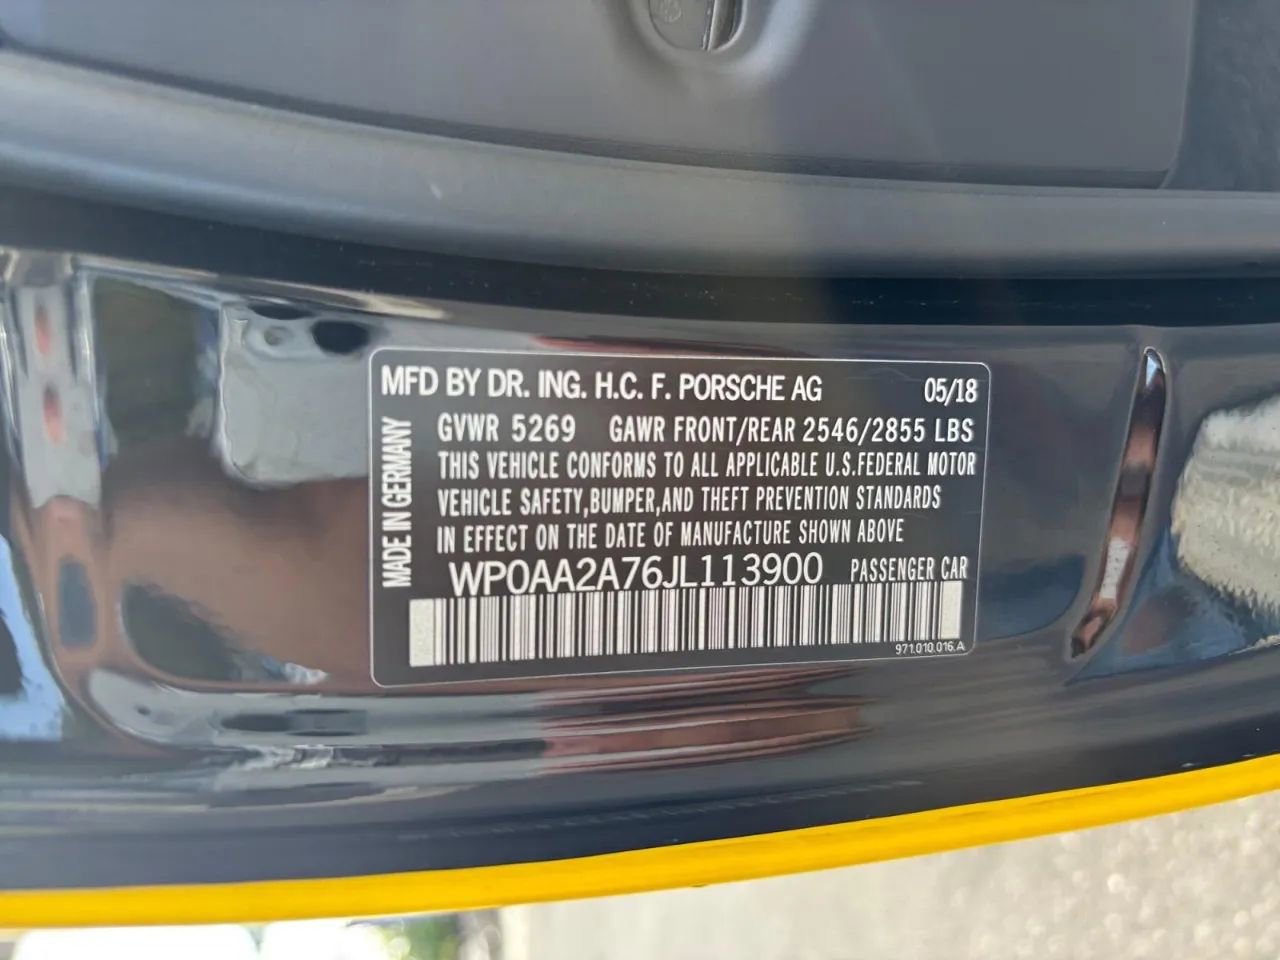 MFD BY DR. ING. H.C. F. PORSCHE AG 05/18
MADE IN GERMANY
GVWR 5269 GAWR FRONT/REAR 2546/2855 LBS
THIS VEHICLE CONFORMS TO ALL APPLICABLE U.S.FEDERAL MOTOR
VEHICLE SAFETY,BUMPER,AND THEFT PREVENTION STANDARDS
IN EFFECT ON THE DATE OF MANUFACTURE SHOWN ABOVE
WP0AA2A76JL113900 PASSENGER CAR
971.010.016.A